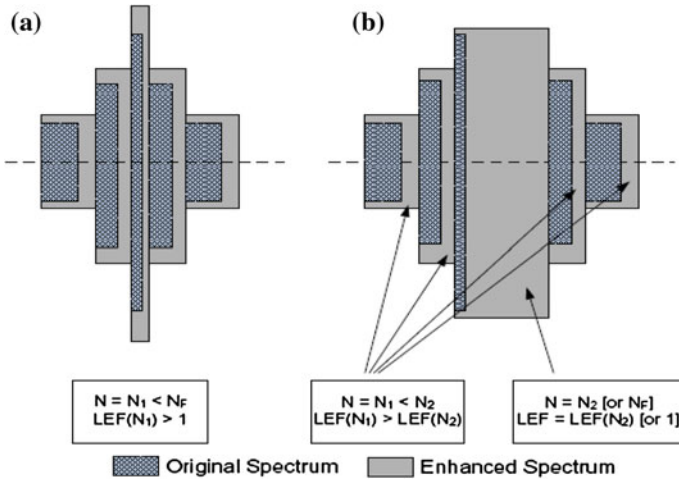 (a)
(b)
N = N₁ < N_F
LEF(N₁) > 1
N = N₁ < N₂
LEF(N₁) > LEF(N₂)
N = N₂ [or N_F]
LEF = LEF(N₂) [or 1]
Original Spectrum
Enhanced Spectrum